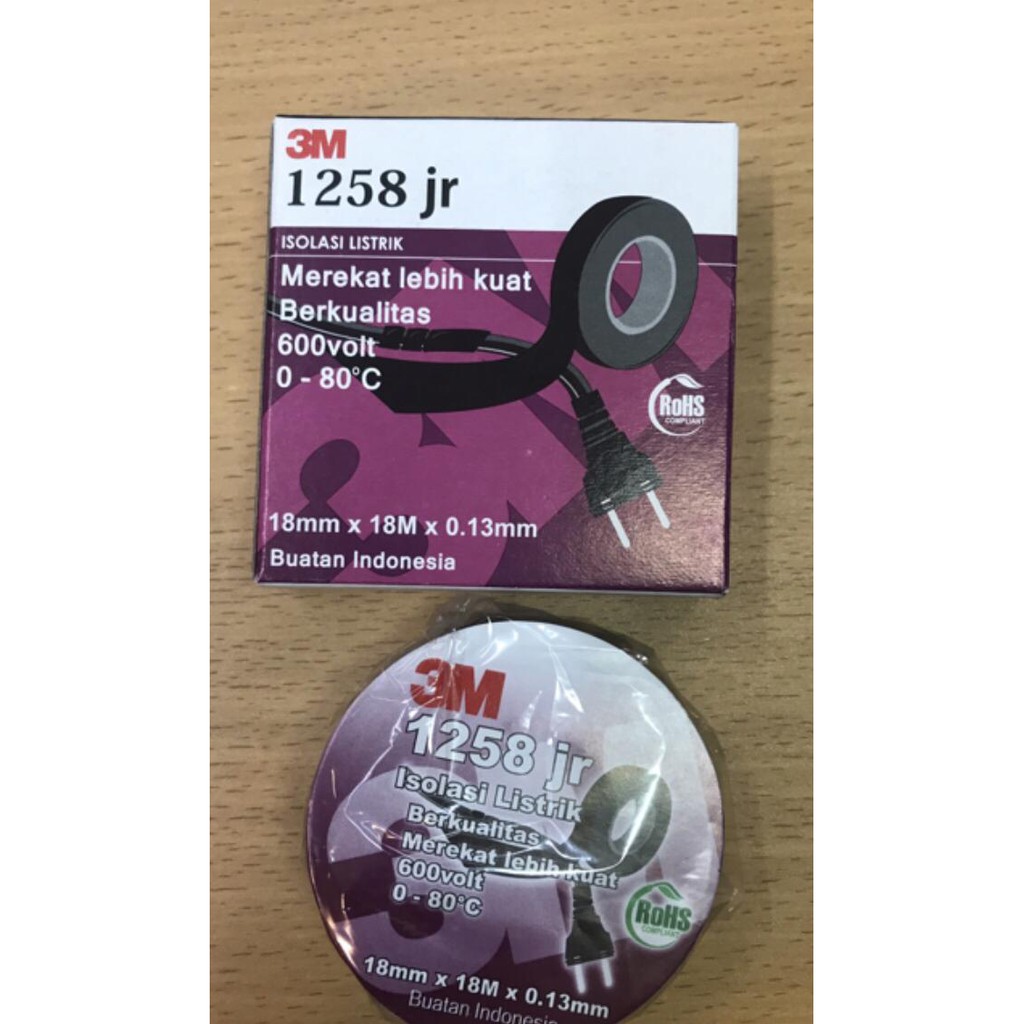 3M
1258 jr
ISOLASI LISTRIK
Merekat lebih kuat
Berkualitas
600volt
0 - 80°C
RoHS
COMPLIANT
18mm x 18M x 0.13mm
Buatan Indonesia
3M
1258 jr
Isolasi Listrik
Berkualitas
Merekat lebih kuat
600volt
0 - 80°C
RoHS
COMPLIANT
18mm x 18M x 0.13mm
Buatan Indonesia